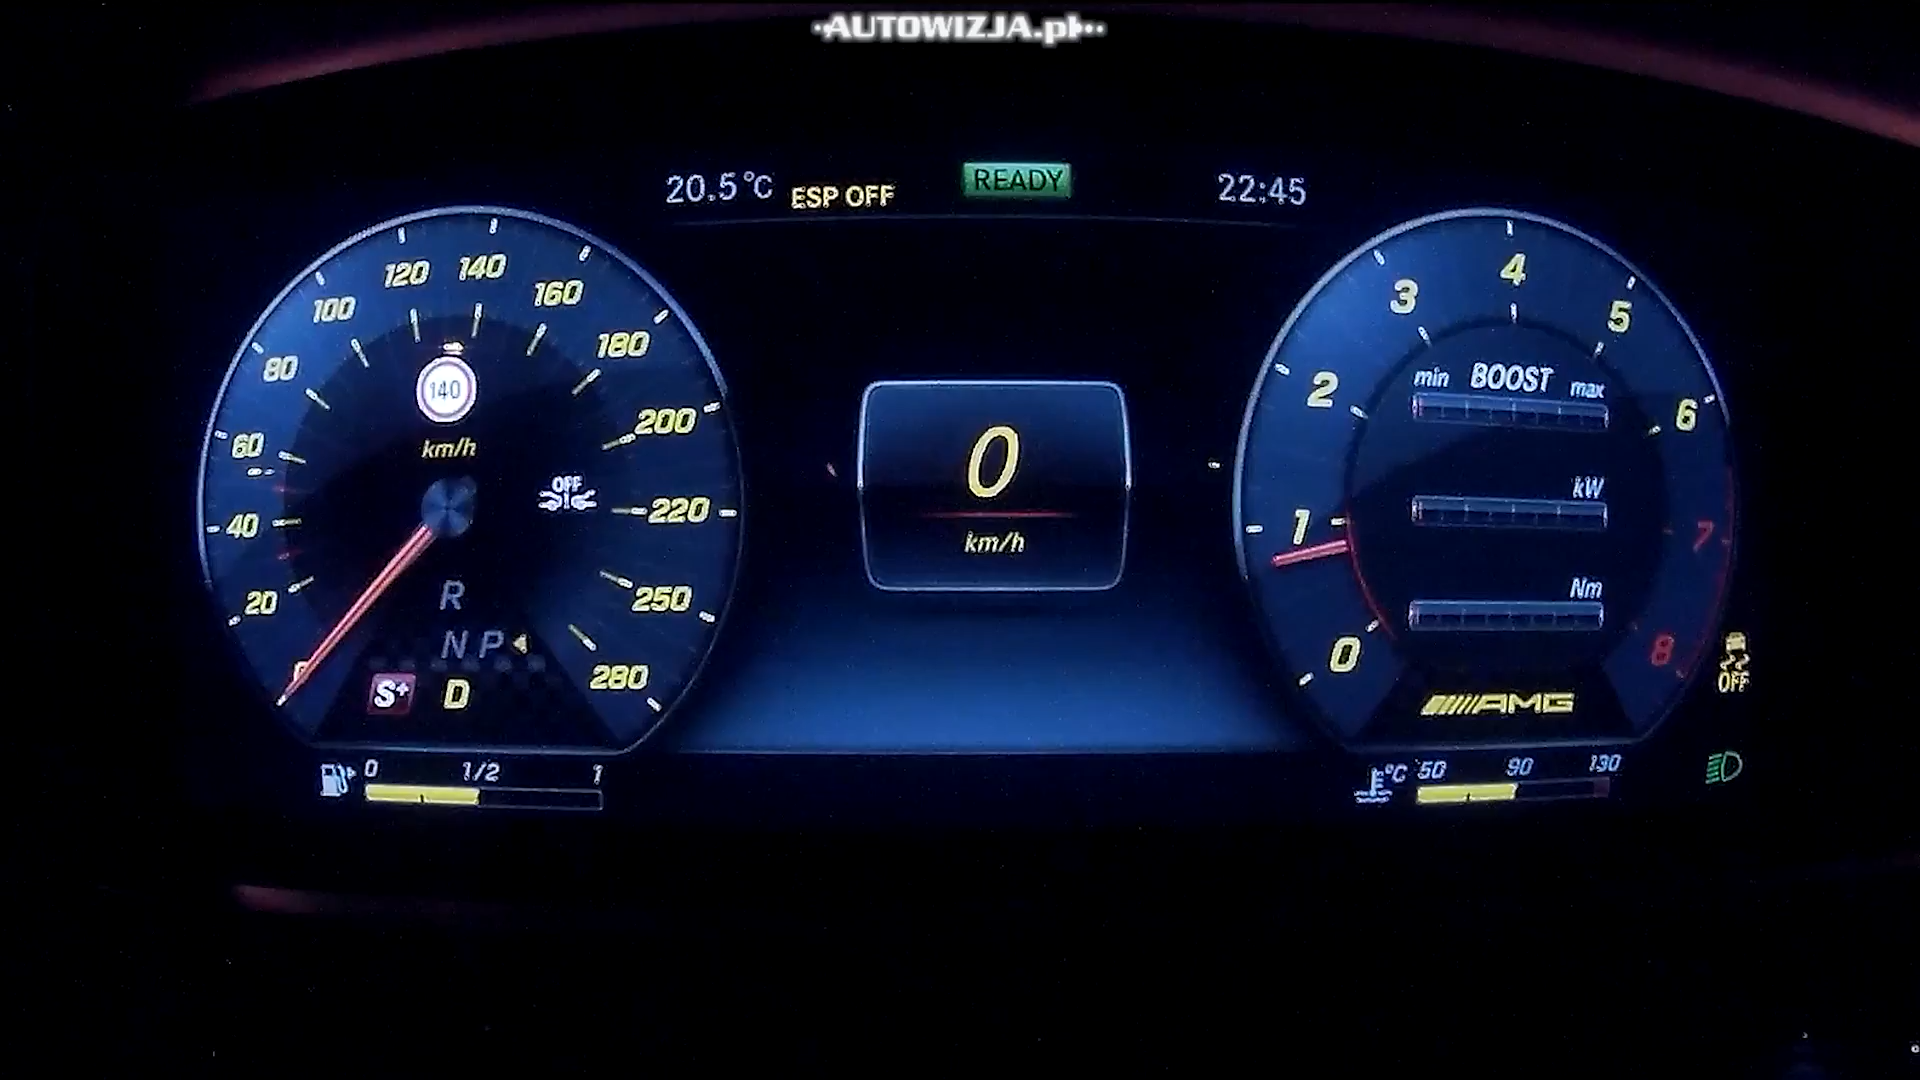 AUTOWIZJA.pl
20.5°C ESP OFF READY 22:45
0
20
40
60
80
100
120
140
160
180
200
220
250
280
140
km/h
OFF
R
N P
S+ D
0 1/2 1
0
km/h
0
1
2
3
4
5
6
7
8
min BOOST max
kW
Nm
AMG
°C 50 90 130
OFF